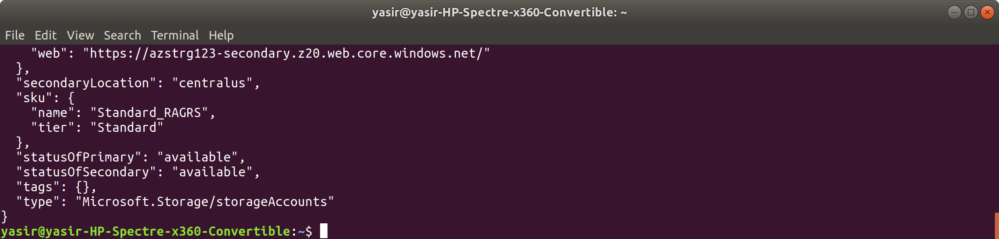 yasir@yasir-HP-Spectre-x360-Convertible: ~
File Edit View Search Terminal Help
    "web": "https://azstrg123-secondary.z20.web.core.windows.net/"
  },
  "secondaryLocation": "centralus",
  "sku": {
    "name": "Standard_RAGRS",
    "tier": "Standard"
  },
  "statusOfPrimary": "available",
  "statusOfSecondary": "available",
  "tags": {},
  "type": "Microsoft.Storage/storageAccounts"
}
yasir@yasir-HP-Spectre-x360-Convertible:~$